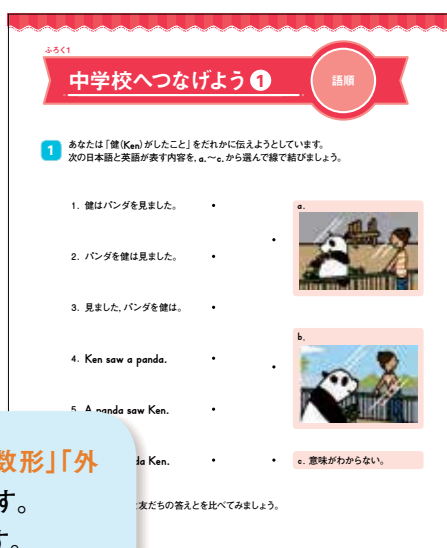 ふろく1
中学校へつなげよう❶
語順
1
あなたは「健(Ken)がしたこと」をだれかに伝えようとしています。
次の日本語と英語が表す内容を, a.～c. から選んで線で結びましょう。
1. 健はパンダを見ました。
2. パンダを健は見ました。
3. 見ました, パンダを健は。
4. Ken saw a panda.
5. A panda saw Ken.
da Ken.
a.
b.
c. 意味がわからない。
友だちの答えとを比べてみましょう。
数形」「外
す。
す。